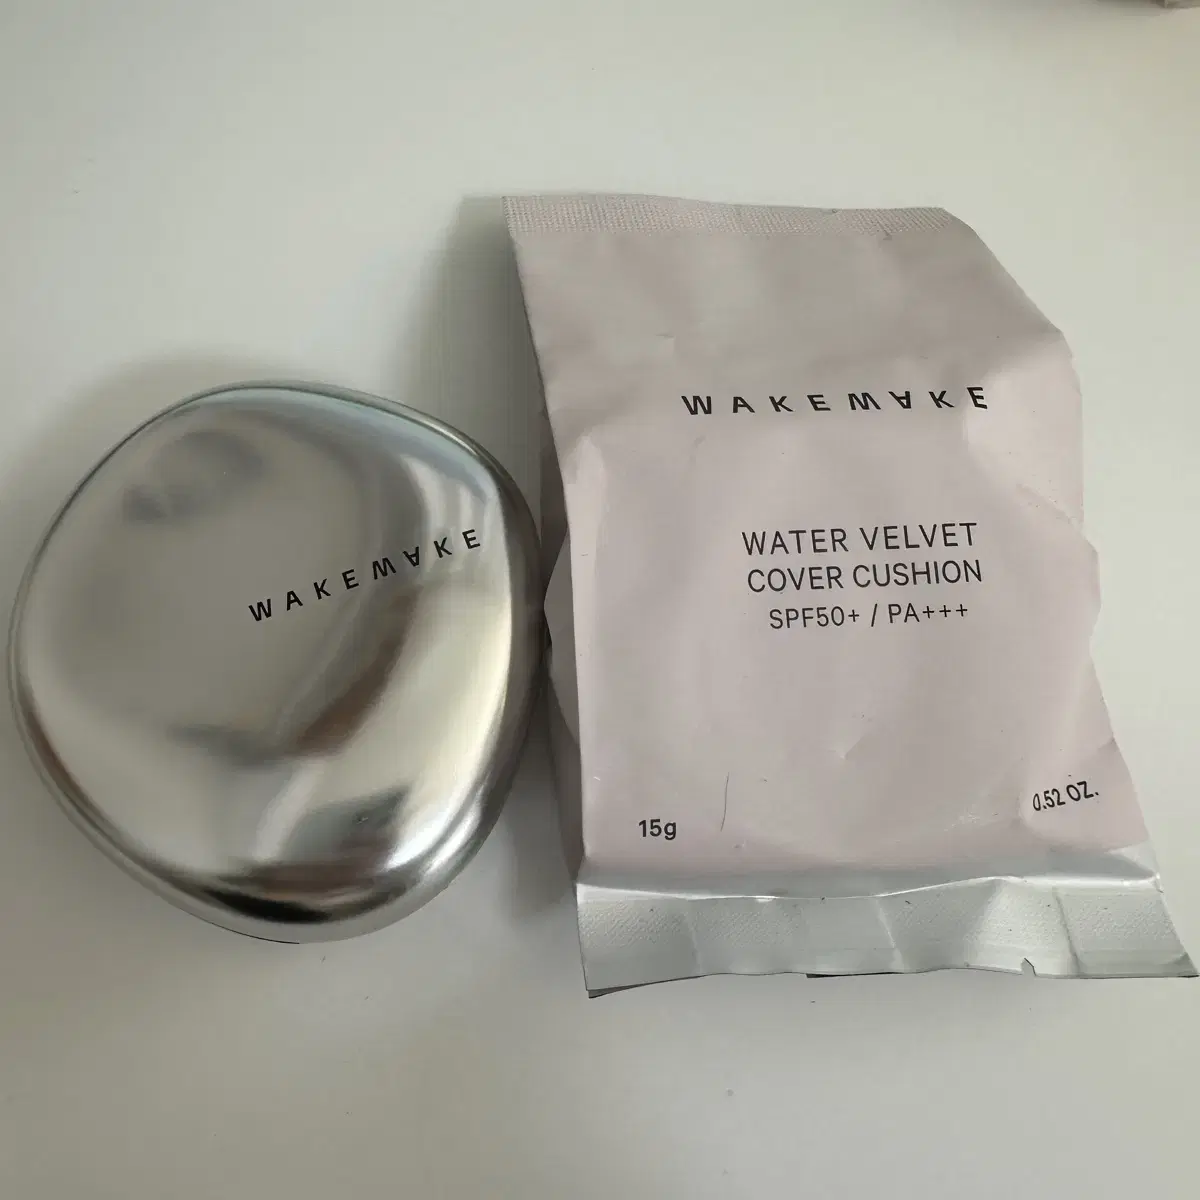 WAKEMAKE
WAKEMAKE
WATER VELVET
COVER CUSHION
SPF50+ / PA+++
15g
0.52 OZ.